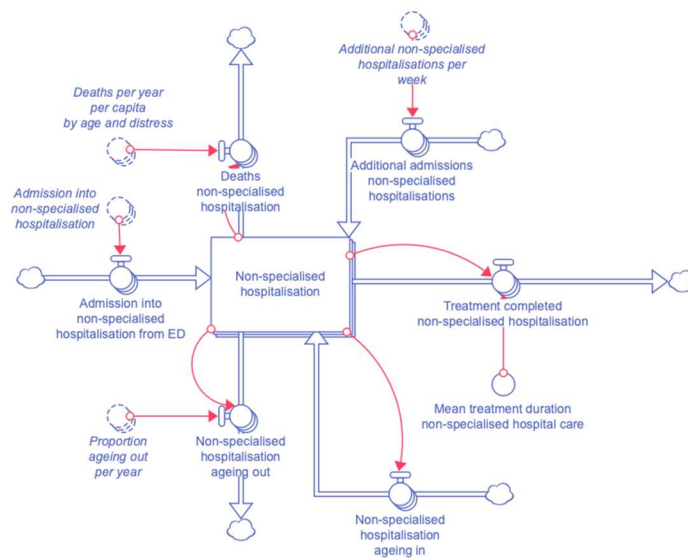 Additional non-specialised
hospitalisations per
week
Deaths per year
per capita
by age and distress
Deaths
non-specialised
hospitalisation
Additional admissions
non-specialised
hospitalisations
Admission into
non-specialised
hospitalisation
Non-specialised
hospitalisation
Admission into
non-specialised
hospitalisation from ED
Treatment completed
non-specialised hospitalisation
Mean treatment duration
non-specialised hospital care
Proportion
ageing out
per year
Non-specialised
hospitalisation
ageing out
Non-specialised
hospitalisation
ageing in